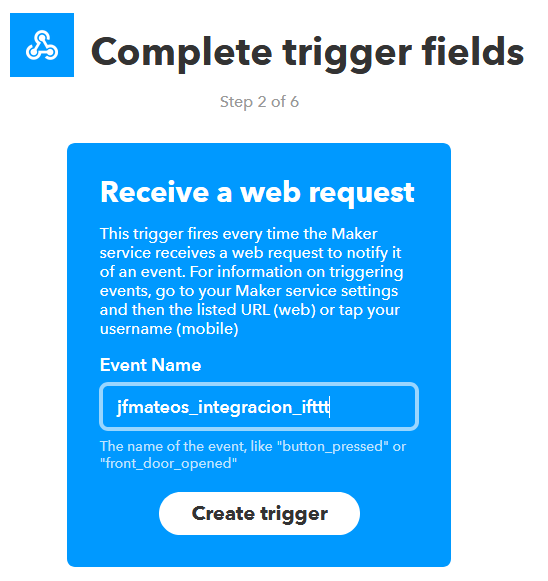 Complete trigger fields
Step 2 of 6
Receive a web request
This trigger fires every time the Maker
service receives a web request to notify it
of an event. For information on triggering
events, go to your Maker service settings
and then the listed URL (web) or tap your
username (mobile)
Event Name
jfmateos_integracion_ifttt
The name of the event, like "button_pressed" or
"front_door_opened"
Create trigger